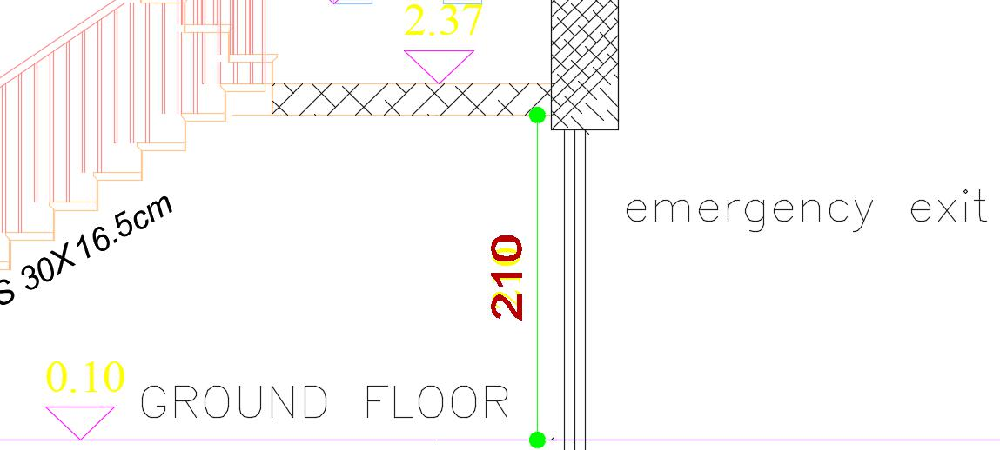 2.37
emergency exit
S 30X16.5cm
210
0.10
GROUND FLOOR